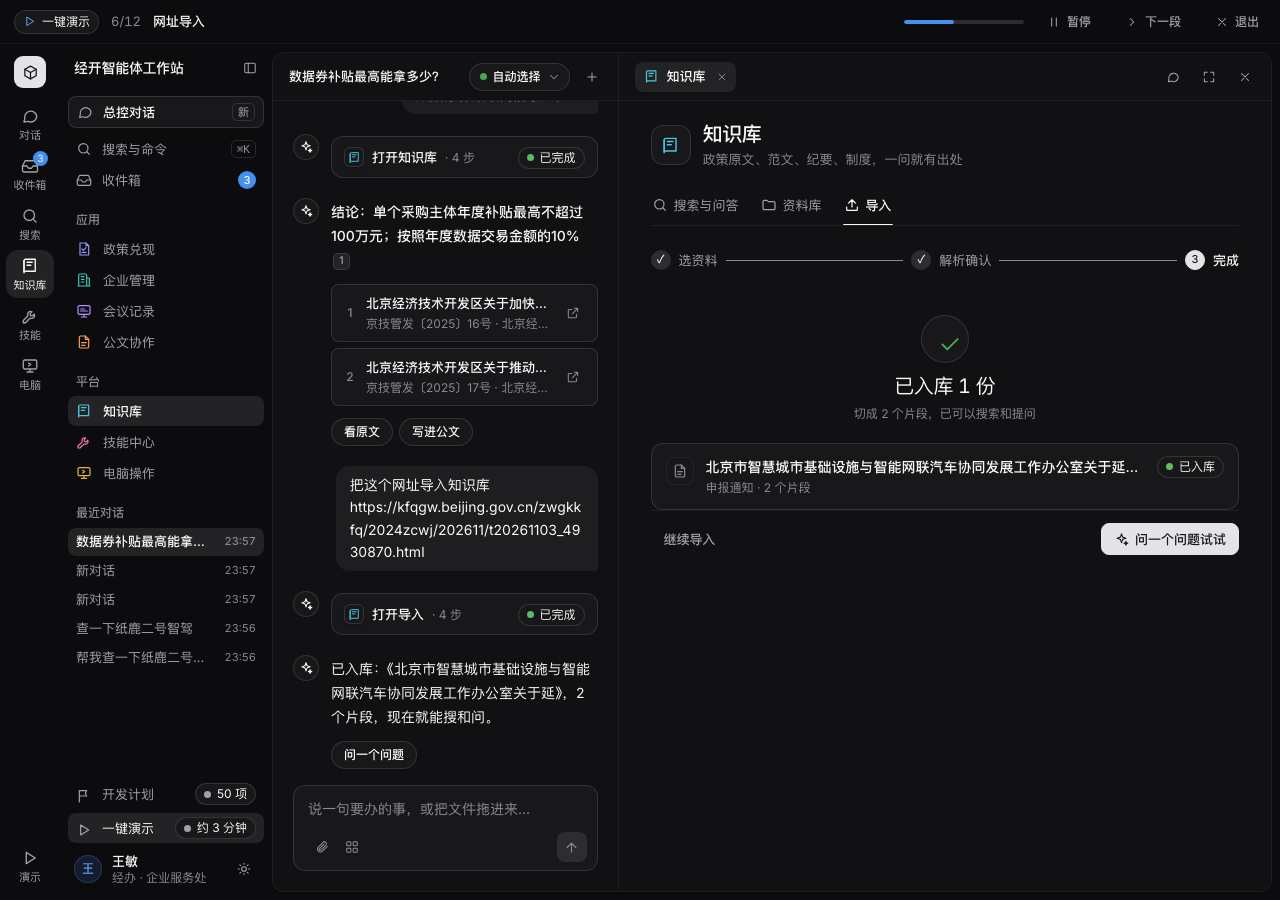 一键演示
6/12
网址导入
暂停
下一段
退出
对话
3
收件箱
搜索
知识库
技能
电脑
演示
经开智能体工作站
总控对话
新
搜索与命令
⌘K
收件箱
3
应用
政策兑现
企业管理
会议记录
公文协作
平台
知识库
技能中心
电脑操作
最近对话
数据券补贴最高能拿... 23:57
新对话 23:57
新对话 23:57
查一下纸鹿二号智驾 23:56
帮我查一下纸鹿二号... 23:56
开发计划
50 项
一键演示
约 3 分钟
王
王敏
经办 · 企业服务处
数据券补贴最高能拿多少?
自动选择
打开知识库 · 4 步
已完成
结论：单个采购主体年度补贴最高不超过
100万元；按照年度数据交易金额的10%
1
1
北京经济技术开发区关于加快...
京技管发〔2025〕16号 · 北京经...
2
北京经济技术开发区关于推动...
京技管发〔2025〕17号 · 北京经...
看原文
写进公文
把这个网址导入知识库
https://kfqgw.beijing.gov.cn/zwgkk
fq/2024zcwj/202611/t20261103_49
30870.html
打开导入 · 4 步
已完成
已入库：《北京市智慧城市基础设施与智能
网联汽车协同发展工作办公室关于延》，2
个片段，现在就能搜和问。
问一个问题
说一句要办的事，或把文件拖进来...
知识库
知识库
政策原文、范文、纪要、制度，一问就有出处
搜索与问答
资料库
导入
选资料
解析确认
3
完成
已入库 1 份
切成 2 个片段，已可以搜索和提问
北京市智慧城市基础设施与智能网联汽车协同发展工作办公室关于延...
申报通知 · 2 个片段
已入库
继续导入
问一个问题试试